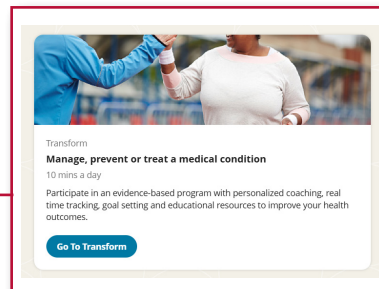 Transform
Manage, prevent or treat a medical condition
10 mins a day
Participate in an evidence-based program with personalized coaching, real
time tracking, goal setting and educational resources to improve your health
outcomes.
Go To Transform